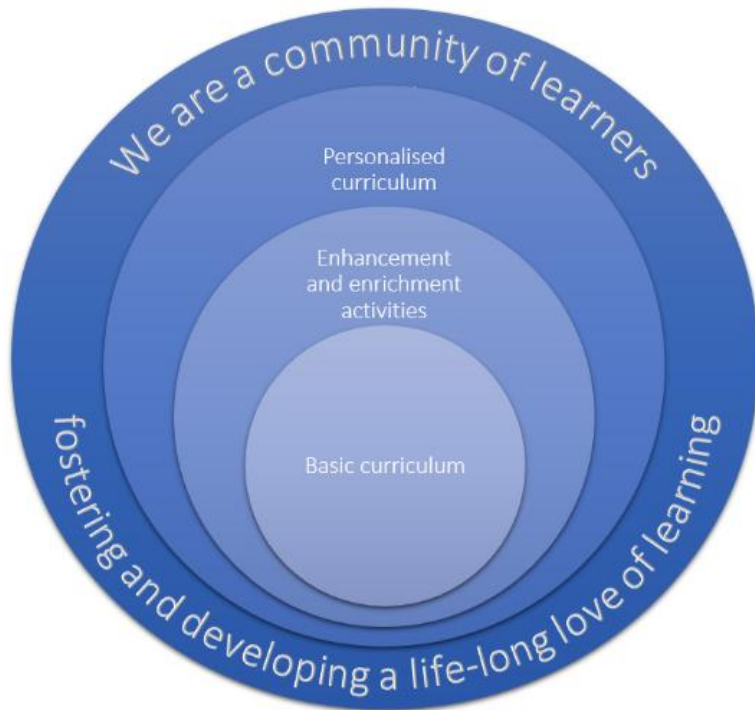 We are a community of learners
Personalised
curriculum
Enhancement
and enrichment
activities
Basic curriculum
fostering and developing a life-long love of learning